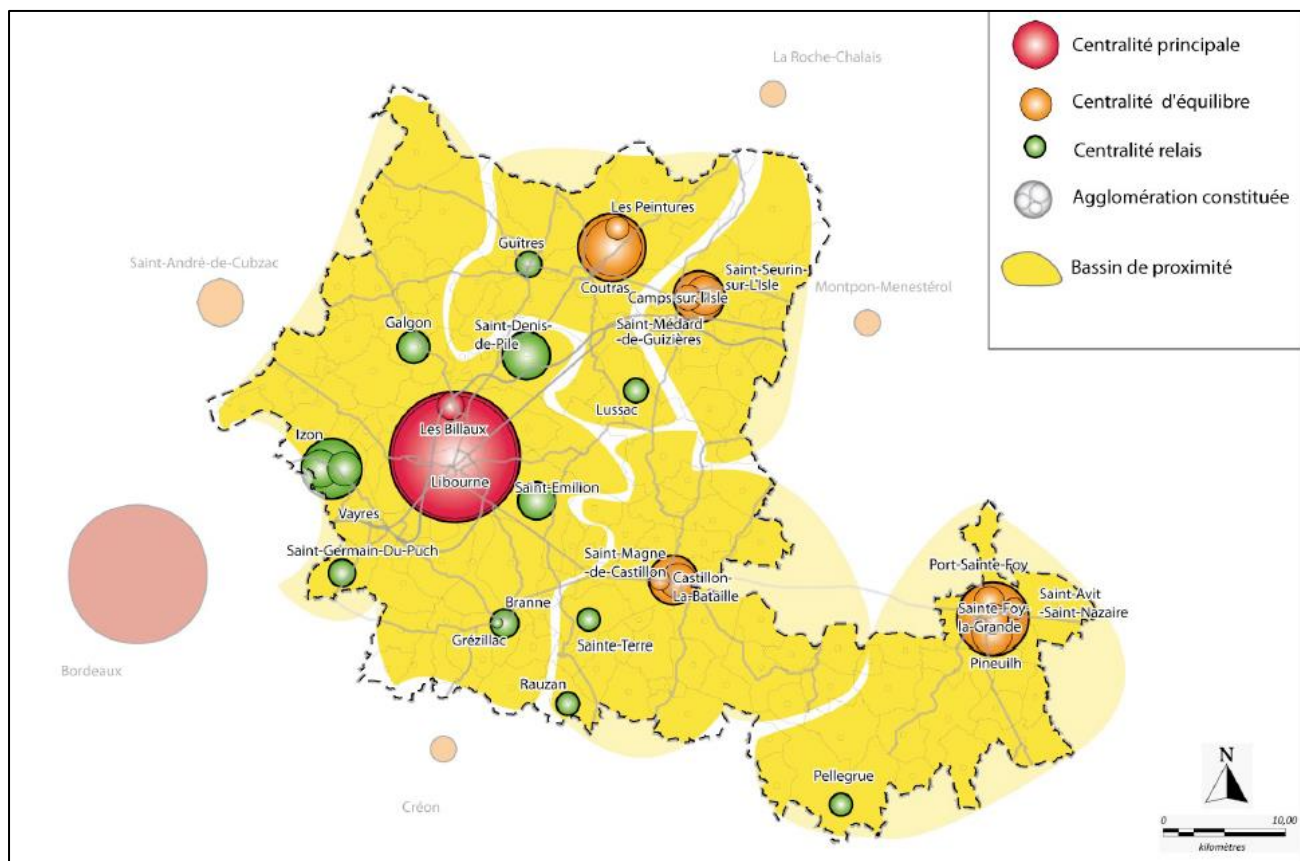 Centralité principale
Centralité d'équilibre
Centralité relais
Agglomération constituée
Bassin de proximité
La Roche-Chalais
Les Peintures
Guîtres
Coutras
Saint-Seurin-
sur-L'Isle
Camps sur l'Isle
Saint-André-de-Cubzac
Montpon-Menestérol
Galgon
Saint-Denis-
de-Pile
Saint-Médard
-de-Guizières
Lussac
Les Billaux
Izon
Libourne
Saint-Emilion
Vayres
Saint-Germain-Du-Puch
Saint-Magne
-de-Castillon
Castillon-
La-Bataille
Port-Sainte-Foy
Saint-Avit
-Saint-Nazaire
Sainte-Foy-
la-Grande
Pineuilh
Branne
Grézillac
Sainte-Terre
Bordeaux
Rauzan
Pellegrue
Créon
N
0 10,00
kilomètres